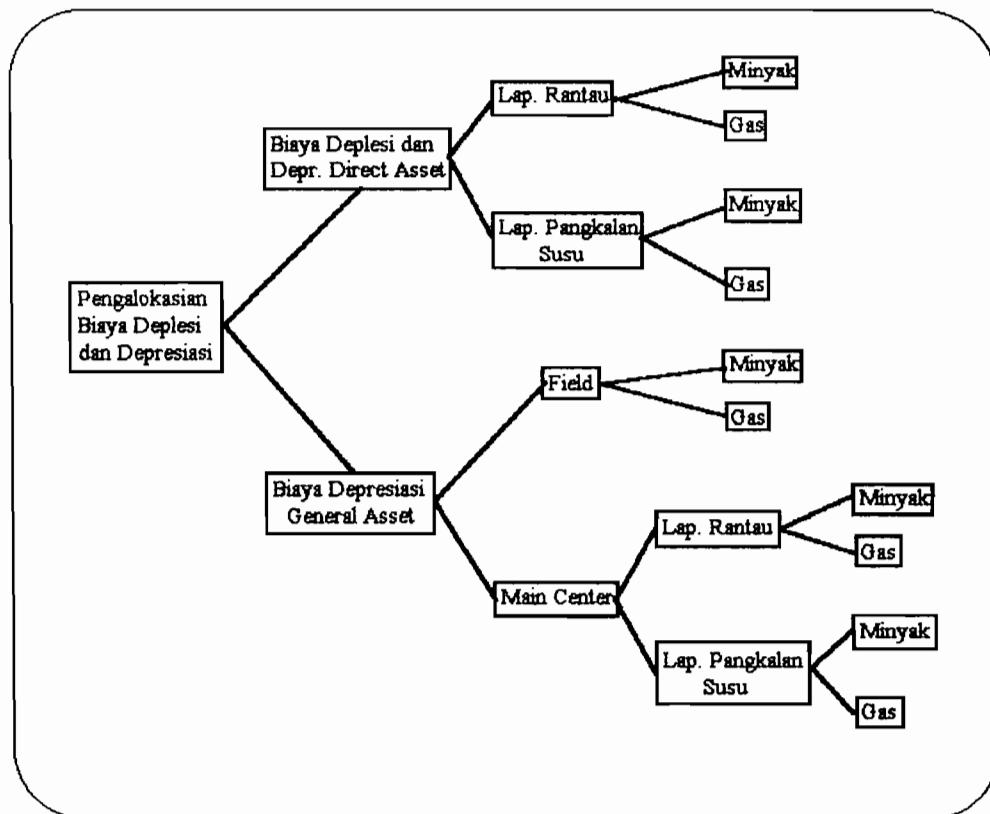 Minyak
Lap. Rantau
Gas
Biaya Deplesi dan
Depr. Direct Asset
Minyak
Lap. Pangkalan
Susu
Gas
Pengalokasian
Biaya Deplesi
dan Depresiasi
Minyak
Field
Gas
Biaya Depresiasi
General Asset
Minyak
Lap. Rantau
Gas
Main Center
Minyak
Lap. Pangkalan
Susu
Gas